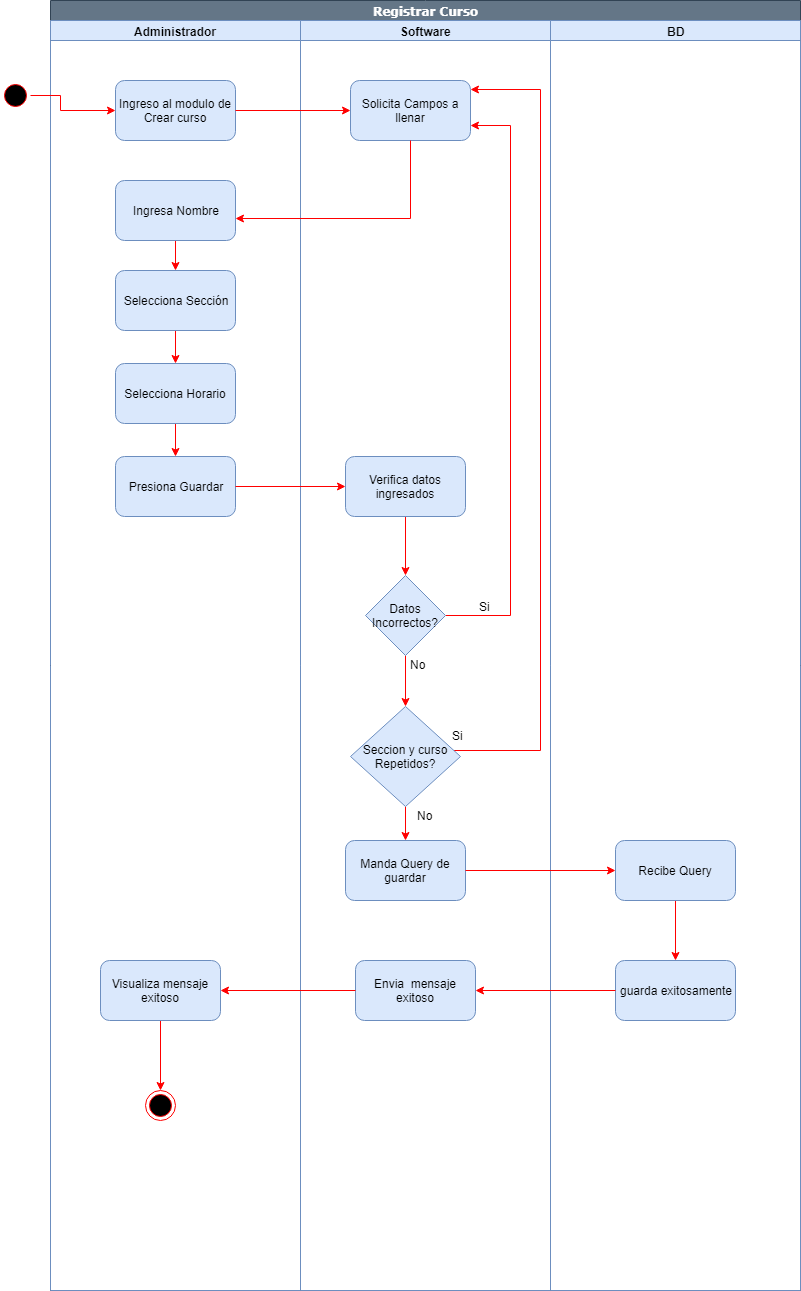 Registrar Curso
Administrador
Software
BD
Ingreso al modulo de
Crear curso
Solicita Campos a
llenar
Ingresa Nombre
Selecciona Sección
Selecciona Horario
Presiona Guardar
Verifica datos
ingresados
Datos
Incorrectos?
Si
No
Seccion y curso
Repetidos?
Si
No
Manda Query de
guardar
Recibe Query
Visualiza mensaje
exitoso
Envia  mensaje
exitoso
guarda exitosamente